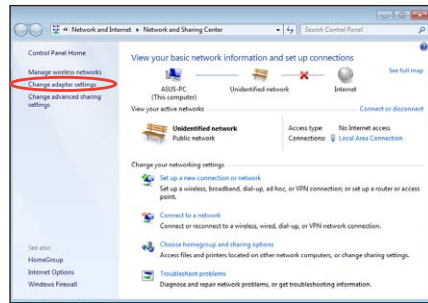 « Network and Internet ▸ Network and Sharing Center
Search Control Panel
Control Panel Home
Manage wireless networks
Change adapter settings
Change advanced sharing
settings
View your basic network information and set up connections
See full map
ASUS-PC
(This computer)
Unidentified network
Internet
View your active networks
Connect or disconnect
Unidentified network
Public network
Access type: No Internet access
Connections: Local Area Connection
Change your networking settings
Set up a new connection or network
Set up a wireless, broadband, dial-up, ad hoc, or VPN connection; or set up a router or access
point.
Connect to a network
Connect or reconnect to a wireless, wired, dial-up, or VPN network connection.
Choose homegroup and sharing options
Access files and printers located on other network computers, or change sharing settings.
Troubleshoot problems
Diagnose and repair network problems, or get troubleshooting information.
See also
HomeGroup
Internet Options
Windows Firewall